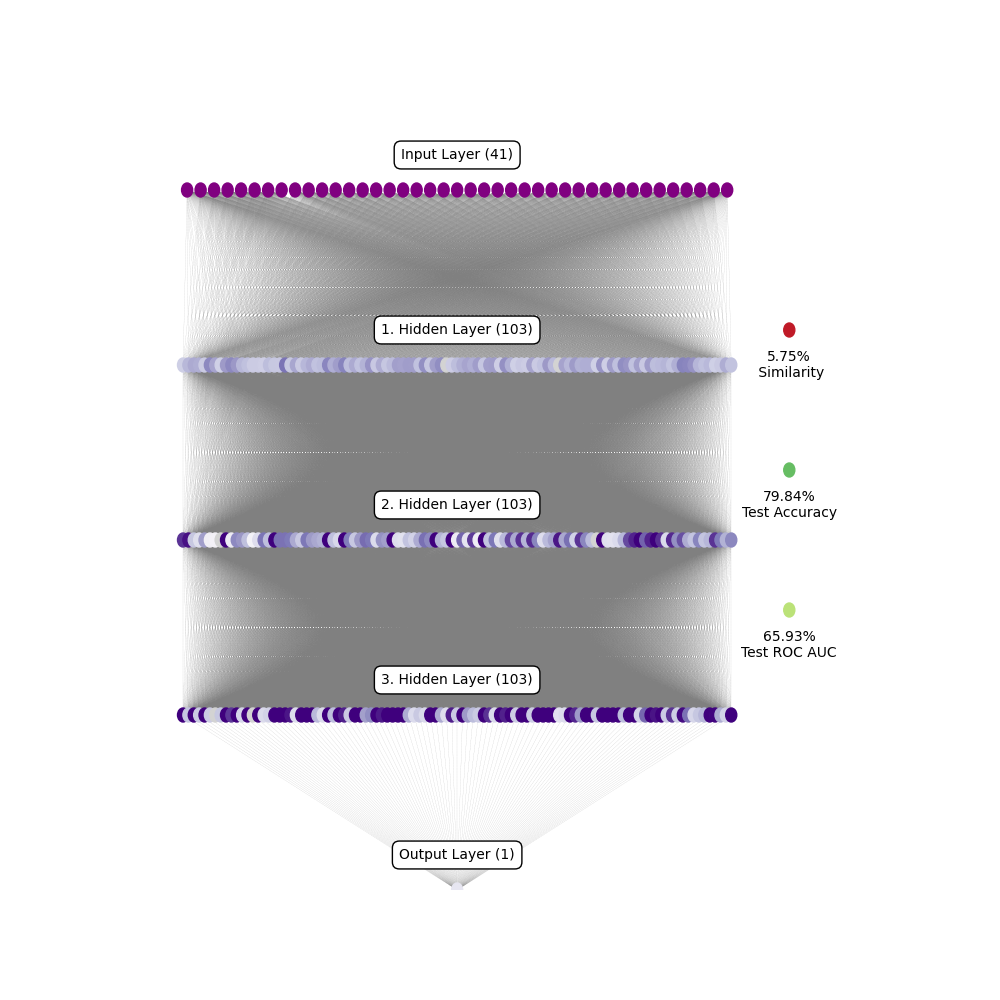 Input Layer (41)
1. Hidden Layer (103)
5.75%
Similarity
79.84%
2. Hidden Layer (103)
Test Accuracy
65.93%
Test ROC AUC
3. Hidden Layer (103)
Output Layer (1)